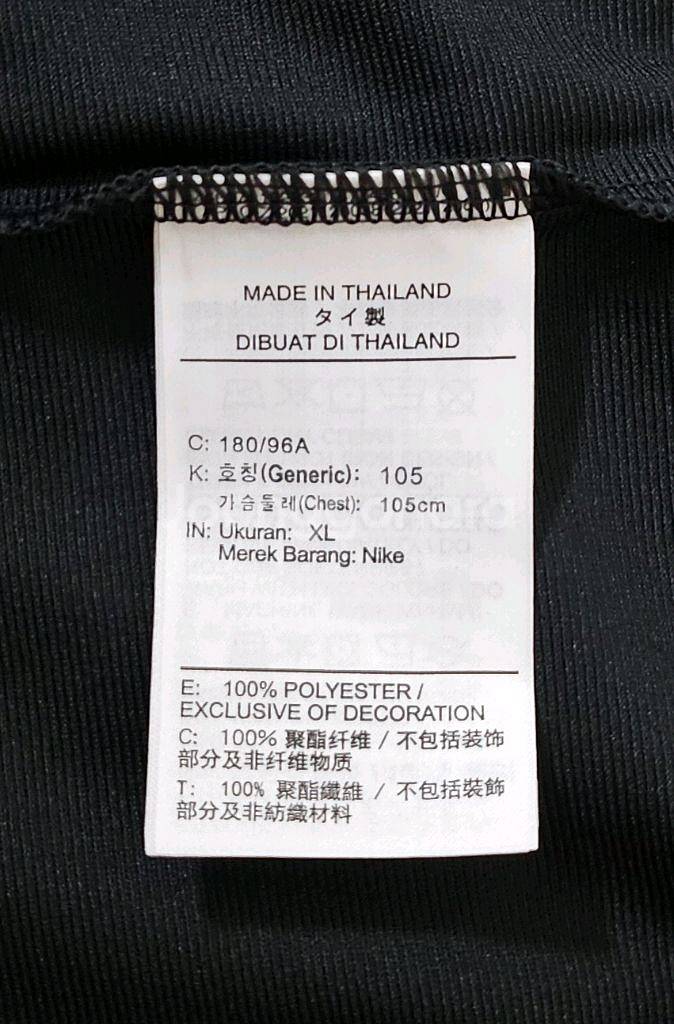 MADE IN THAILAND
タイ製
DIBUAT DI THAILAND
C: 180/96A
K: 호칭(Generic): 105
가슴둘레(Chest): 105cm
IN: Ukuran: XL
Merek Barang: Nike
E: 100% POLYESTER /
EXCLUSIVE OF DECORATION
C: 100% 聚酯纤维 / 不包括装饰
部分及非纤维物质
T: 100% 聚酯纖維 / 不包括裝飾
部分及非紡織材料